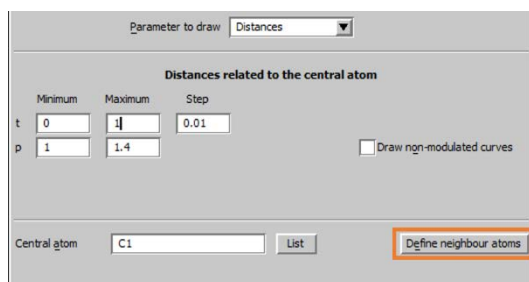 Parameter to draw Distances
Distances related to the central atom
Minimum Maximum Step
t 0 1 0.01
p 1 1.4 Draw non-modulated curves
Central atom C1 List Define neighbour atoms